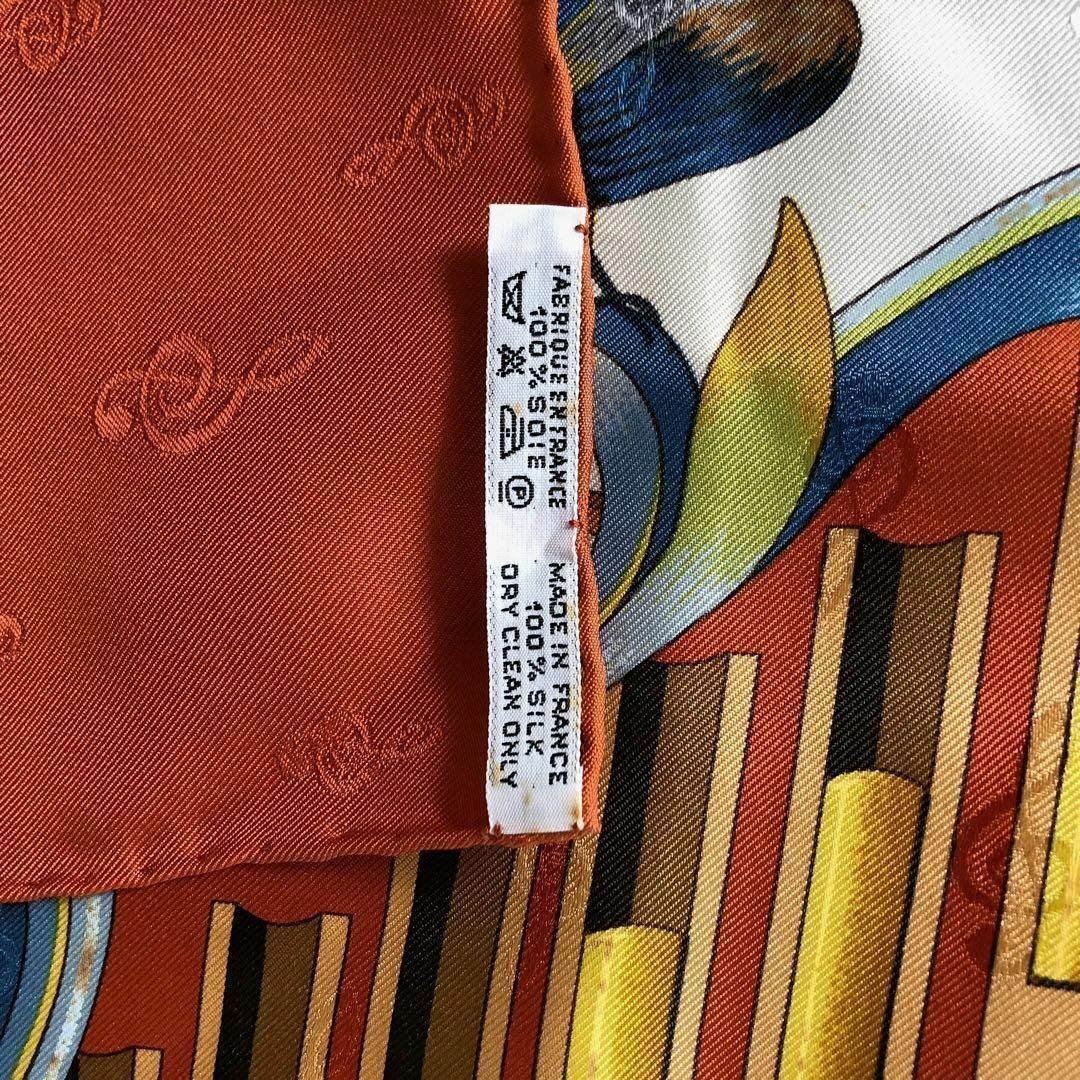 FABRIQUE EN FRANCE
100 % SOIE
P
MADE IN FRANCE
100 % SILK
DRY CLEAN ONLY